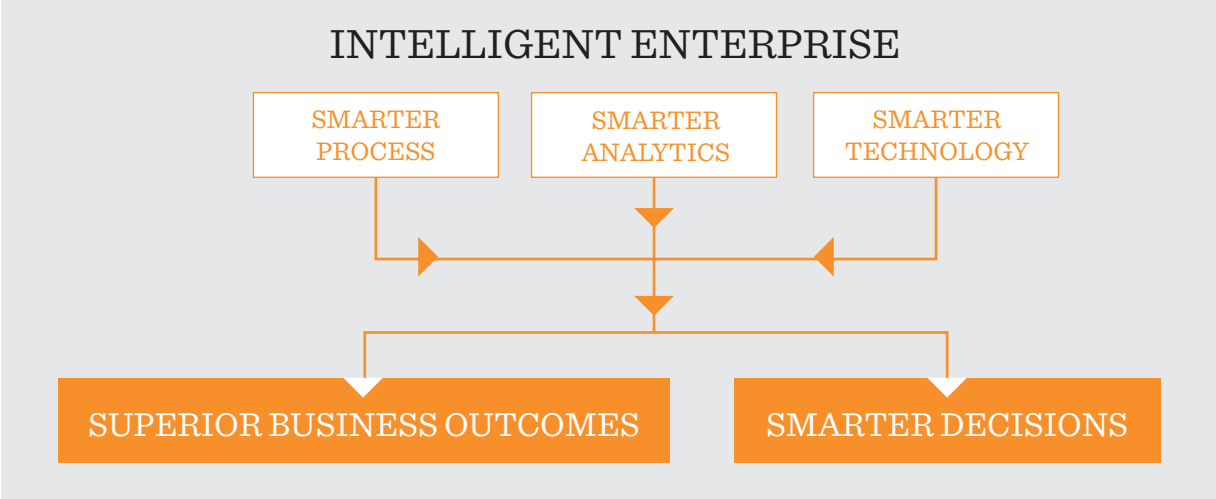 INTELLIGENT ENTERPRISE
SMARTER
PROCESS
SMARTER
ANALYTICS
SMARTER
TECHNOLOGY
SUPERIOR BUSINESS OUTCOMES
SMARTER DECISIONS